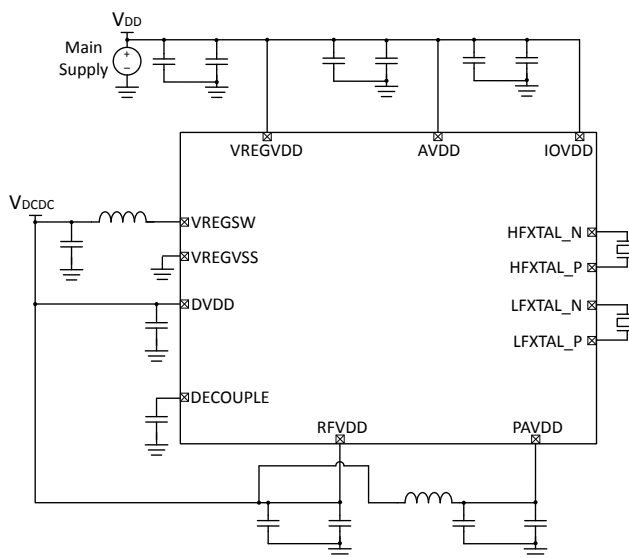 VDD
Main
Supply
+
−
VREGVDD
AVDD
IOVDD
VDCDC
VREGSW
HFXTAL_N
VREGVSS
HFXTAL_P
DVDD
LFXTAL_N
LFXTAL_P
DECOUPLE
RFVDD
PAVDD